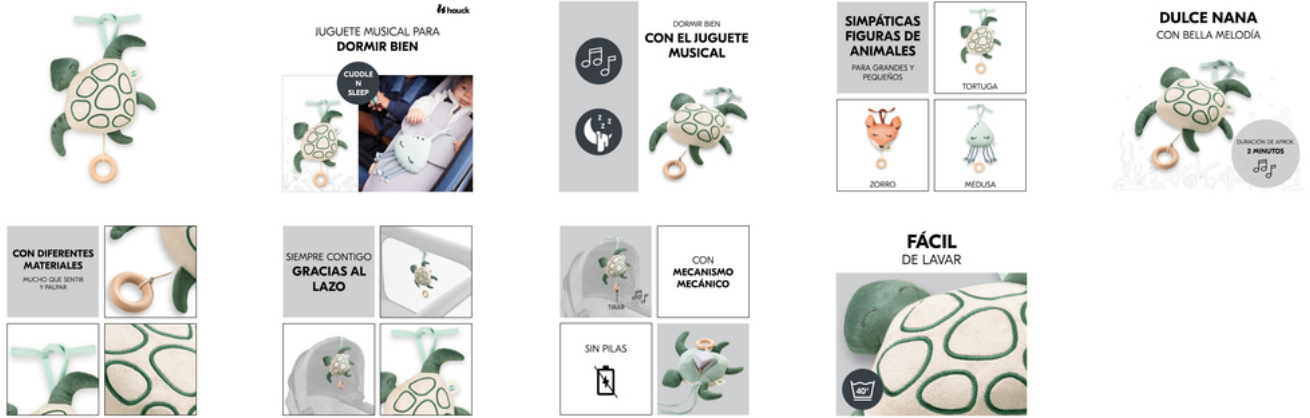 hauck
JUGUETE MUSICAL PARA
DORMIR BIEN
CUDDLE
N
SLEEP
DORMIR BIEN
CON EL JUGUETE
MUSICAL
Z
Z
Z
SIMPÁTICAS
FIGURAS DE
ANIMALES
PARA GRANDES Y
PEQUEÑOS
TORTUGA
ZORRO
MEDUSA
DULCE NANA
CON BELLA MELODÍA
DURACIÓN DE APROX.
2 MINUTOS
CON DIFERENTES
MATERIALES
MUCHO QUE SENTIR
Y PALPAR
SIEMPRE CONTIGO
GRACIAS AL
LAZO
TIRAR
CON
MECANISMO
MECÁNICO
SIN PILAS
FÁCIL
DE LAVAR
40°